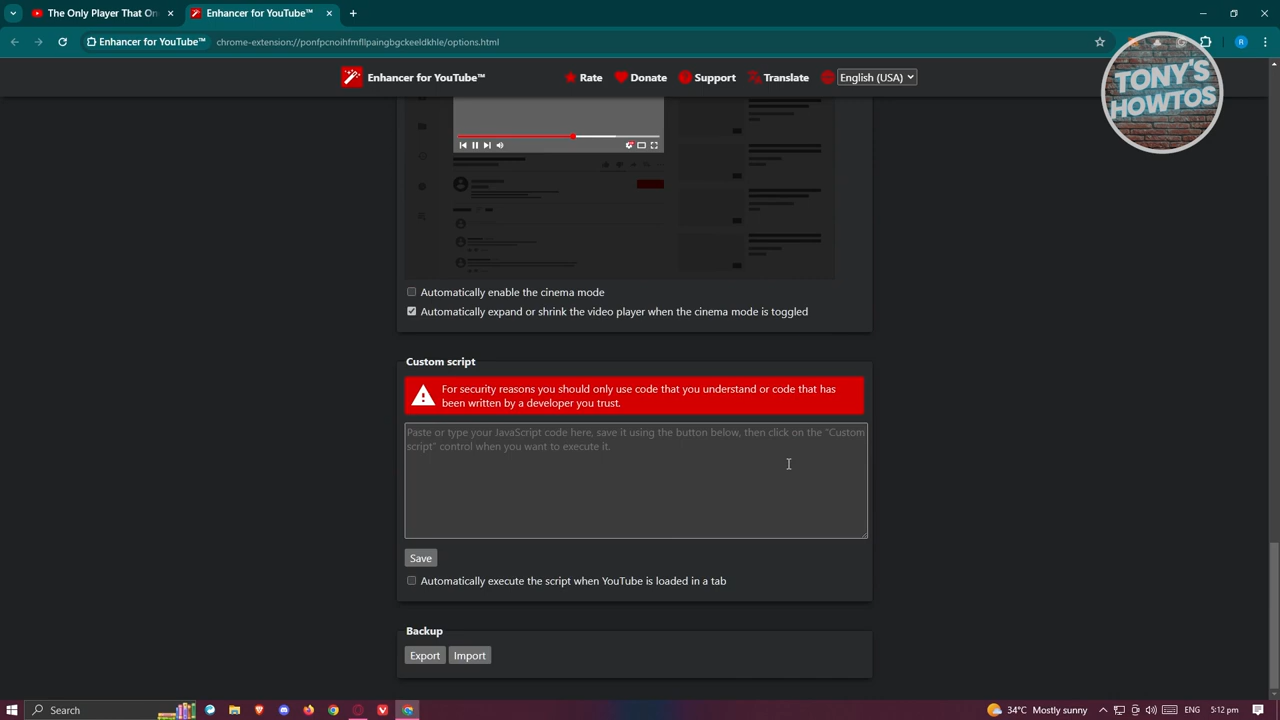 The Only Player That On
Enhancer for YouTube™
Enhancer for YouTube™
chrome-extension://ponfpcnoihfmfllpaingbgckeeldkhle/options.html
R
TONY'S
HOWTOS
Enhancer for YouTube™
Rate
Donate
Support
Translate
English (USA)
Automatically enable the cinema mode
Automatically expand or shrink the video player when the cinema mode is toggled
Custom script
For security reasons you should only use code that you understand or code that has
been written by a developer you trust.
Paste or type your JavaScript code here, save it using the button below, then click on the "Custom
script" control when you want to execute it.
Save
Automatically execute the script when YouTube is loaded in a tab
Backup
Export Import
Search
34°C Mostly sunny
ENG
5:12 pm